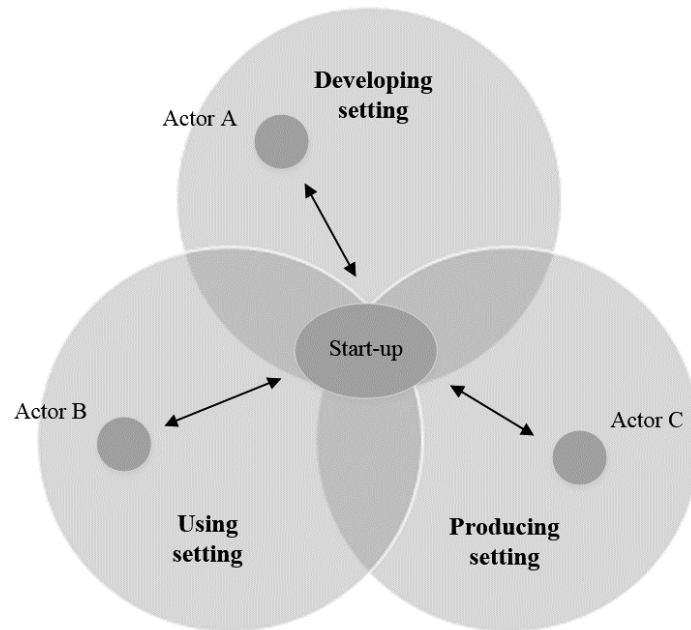 Developing
setting
Actor A
Start-up
Actor B
Actor C
Using
setting
Producing
setting